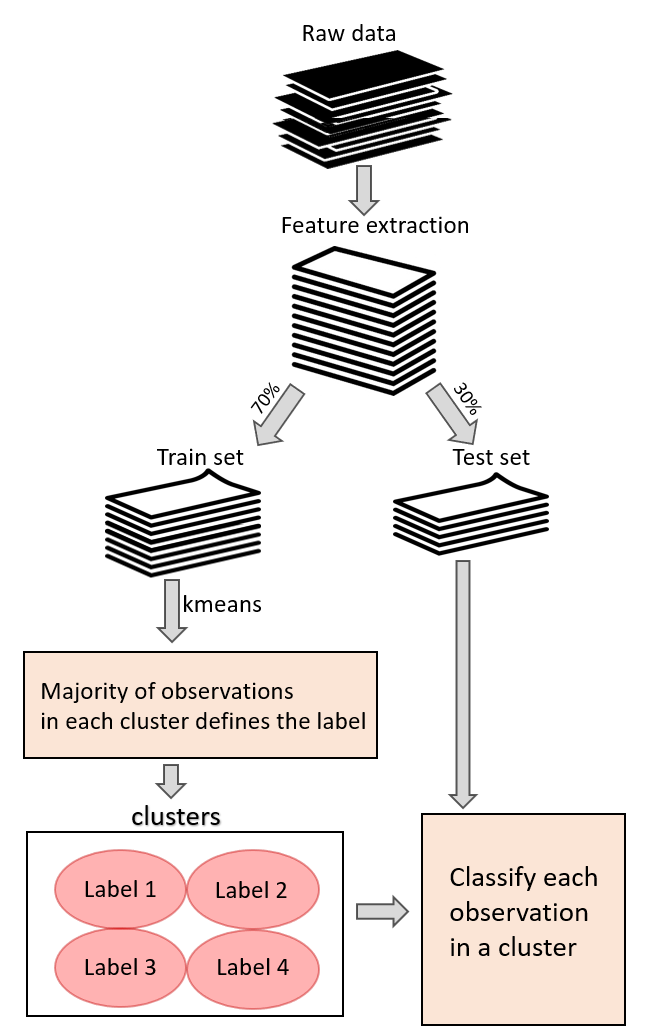 Raw data
Feature extraction
70%
30%
Train set
Test set
kmeans
Majority of observations
in each cluster defines the label
clusters
Label 1
Label 2
Label 3
Label 4
Classify each
observation
in a cluster